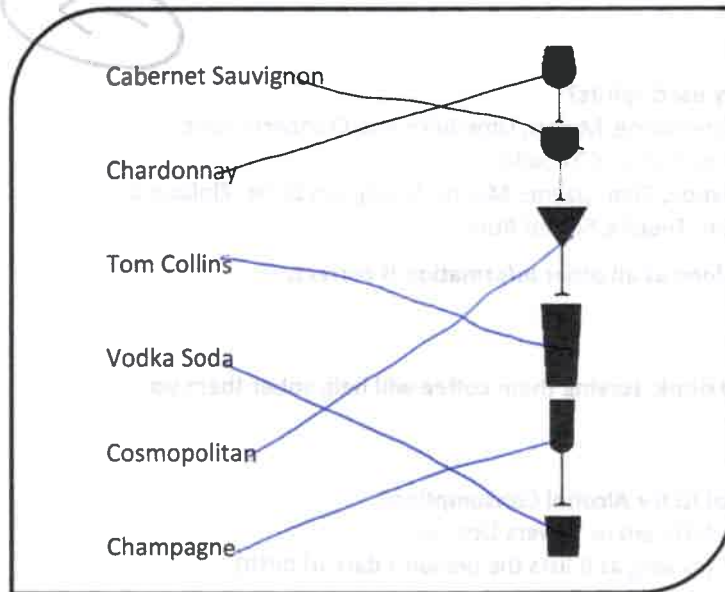 Cabernet Sauvignon
Chardonnay
Tom Collins
Vodka Soda
Cosmopolitan
Champagne